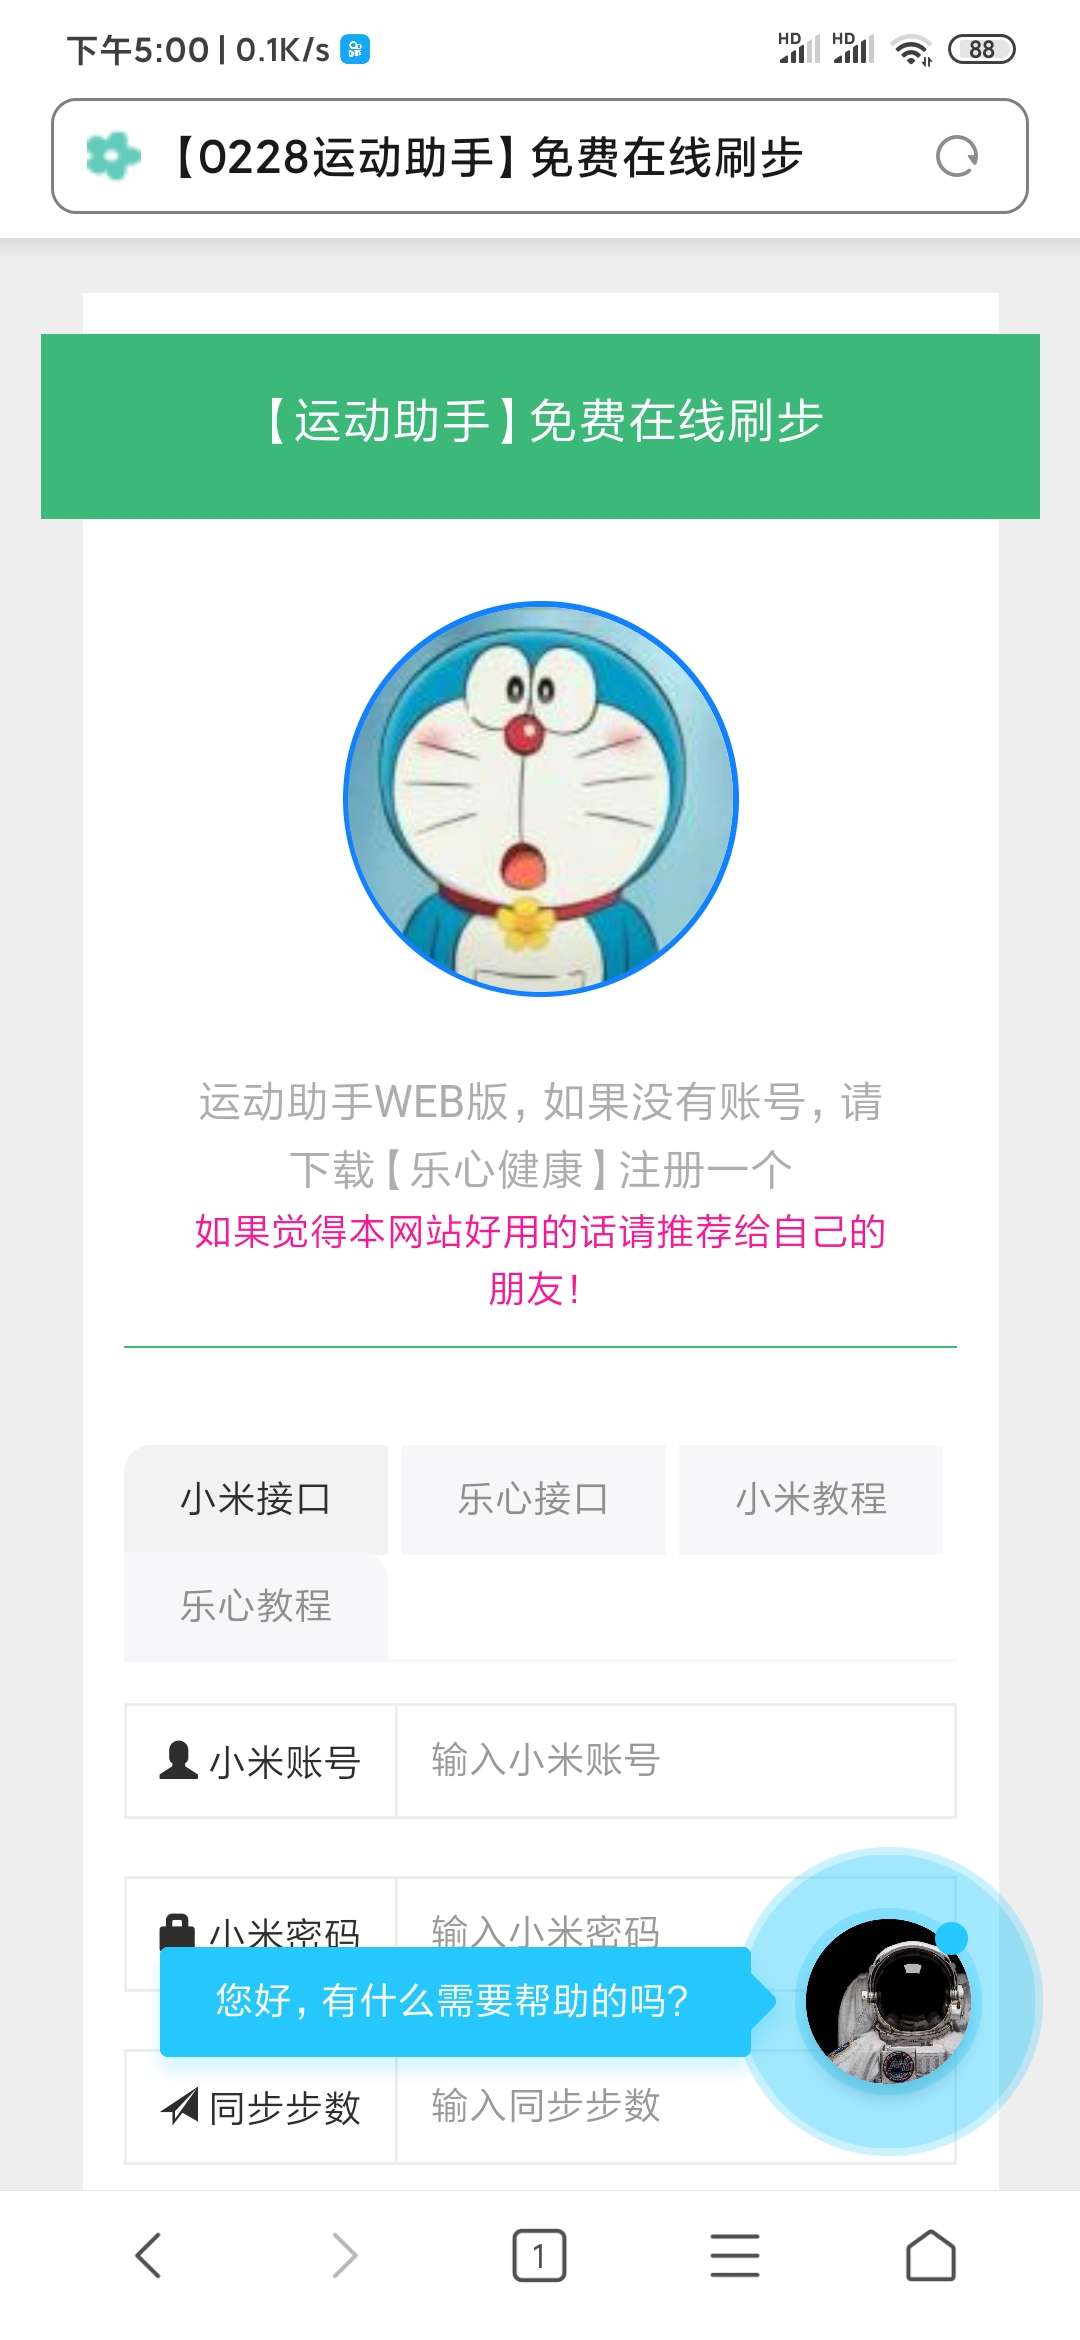 下午5:00 | 0.1K/s
HD HD 88
【0228运动助手】免费在线刷步
【运动助手】免费在线刷步
运动助手WEB版，如果没有账号，请
下载【乐心健康】注册一个
如果觉得本网站好用的话请推荐给自己的
朋友！
小米接口 乐心接口 小米教程
乐心教程
小米账号 输入小米账号
小米密码 输入小米密码
您好，有什么需要帮助的吗？
同步步数 输入同步步数
1